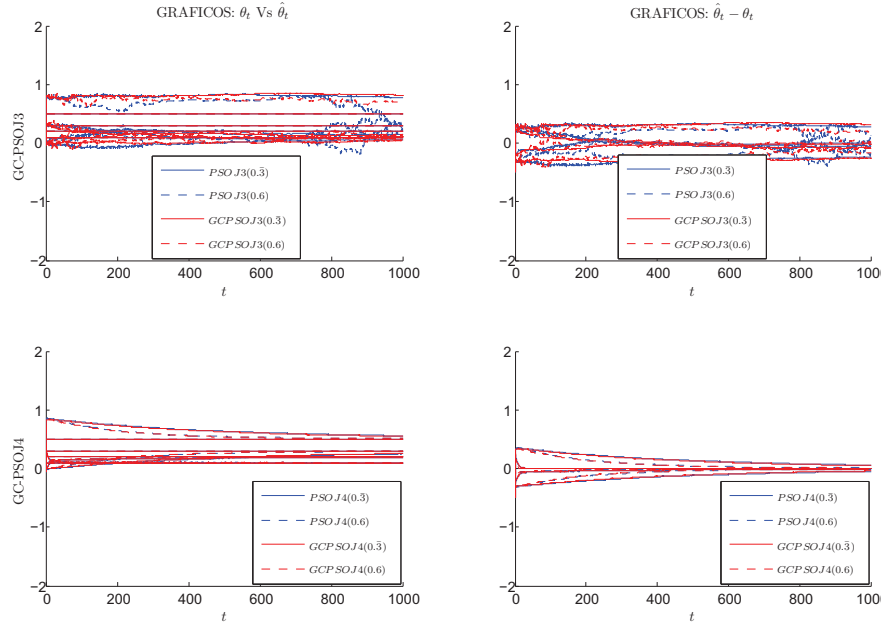 GRAFICOS: θ_t Vs θ̂_t
GC-PSOJ3
2
1
0
−1
−2
0
200
400
600
800
1000
t
PSOJ3(0.3̄)
PSOJ3(0.6)
GCPSOJ3(0.3̄)
GCPSOJ3(0.6)
GRAFICOS: θ̂_t − θ_t
2
1
0
−1
−2
0
200
400
600
800
1000
t
PSOJ3(0.3̄)
PSOJ3(0.6)
GCPSOJ3(0.3̄)
GCPSOJ3(0.6)
GC-PSOJ4
2
1
0
−1
−2
0
200
400
600
800
1000
t
PSOJ4(0.3̄)
PSOJ4(0.6)
GCPSOJ4(0.3̄)
GCPSOJ4(0.6)
2
1
0
−1
−2
0
200
400
600
800
1000
t
PSOJ4(0.3̄)
PSOJ4(0.6)
GCPSOJ4(0.3̄)
GCPSOJ4(0.6)